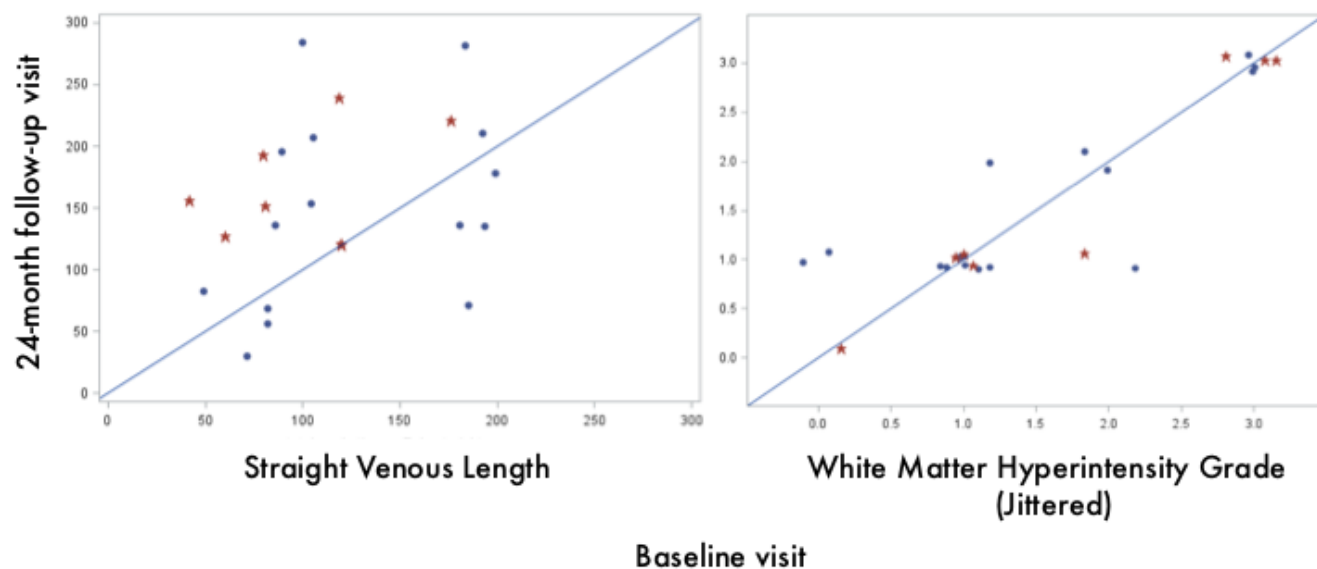 24-month follow-up visit
300
250
200
150
100
50
0
0 50 100 150 200 250 300
Straight Venous Length
3.0
2.5
2.0
1.5
1.0
0.5
0.0
0.0 0.5 1.0 1.5 2.0 2.5 3.0
White Matter Hyperintensity Grade
(Jittered)
Baseline visit